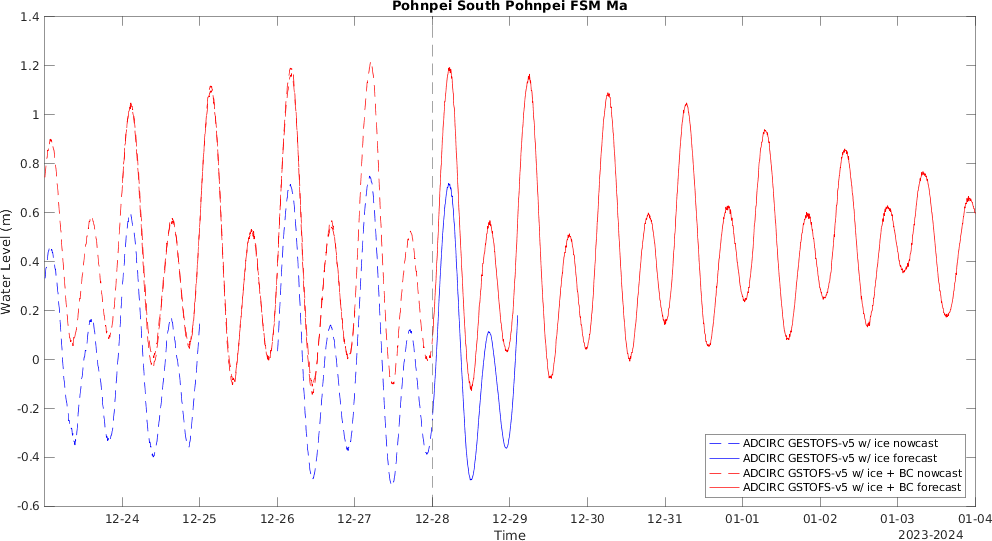 Pohnpei South Pohnpei FSM Ma
1.4
1.2
1
0.8
0.6
0.4
0.2
0
-0.2
-0.4
-0.6
Water Level (m)
ADCIRC GESTOFS-v5 w/ ice nowcast
ADCIRC GESTOFS-v5 w/ ice forecast
ADCIRC GSTOFS-v5 w/ ice + BC nowcast
ADCIRC GSTOFS-v5 w/ ice + BC forecast
12-24 12-25 12-26 12-27 12-28 12-29 12-30 12-31 01-01 01-02 01-03 01-04
Time
2023-2024